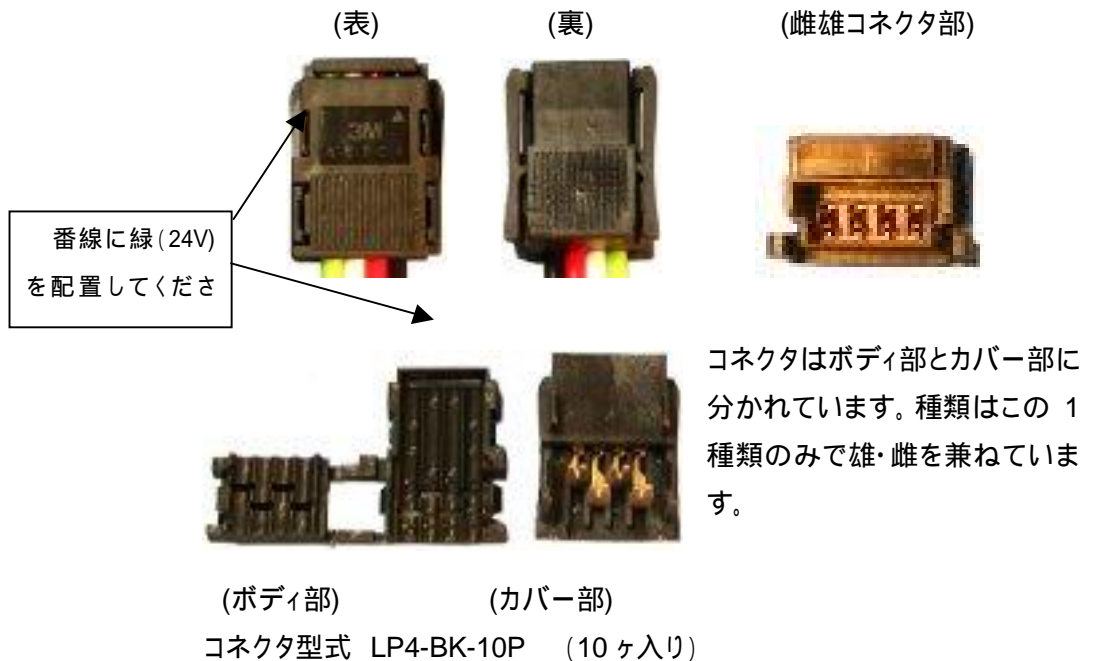 (表)
(裏)
(雌雄コネクタ部)
3M
番線に緑(24V)
を配置してくださ
コネクタはボディ部とカバー部に
分かれています。種類はこの 1
種類のみで雄・雌を兼ねていま
す。
(ボディ部)
(カバー部)
コネクタ型式 LP4-BK-10P (10ヶ入り)